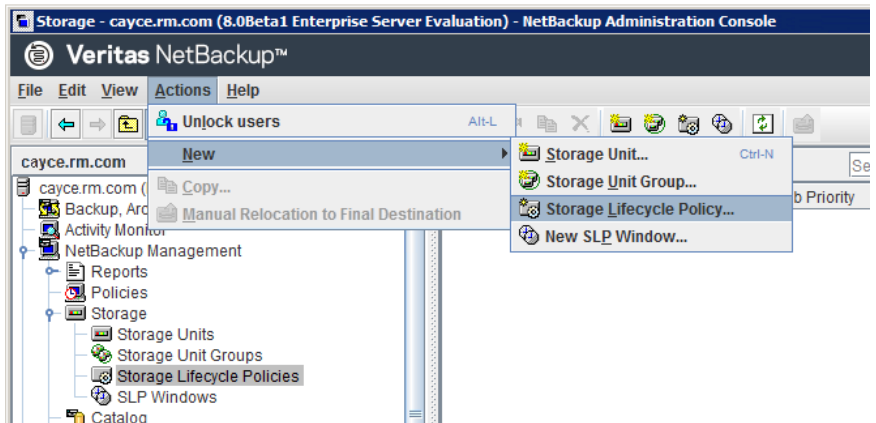 Storage - cayce.rm.com (8.0Beta1 Enterprise Server Evaluation) - NetBackup Administration Console
Veritas NetBackup™
File Edit View Actions Help
Unlock users Alt-L
New
Copy...
Manual Relocation to Final Destination
Storage Unit... Ctrl-N
Storage Unit Group...
Storage Lifecycle Policy...
New SLP Window...
Se
b Priority
cayce.rm.com
cayce.rm.com (
Backup, Arc
Activity Monitor
NetBackup Management
Reports
Policies
Storage
Storage Units
Storage Unit Groups
Storage Lifecycle Policies
SLP Windows
Catalog